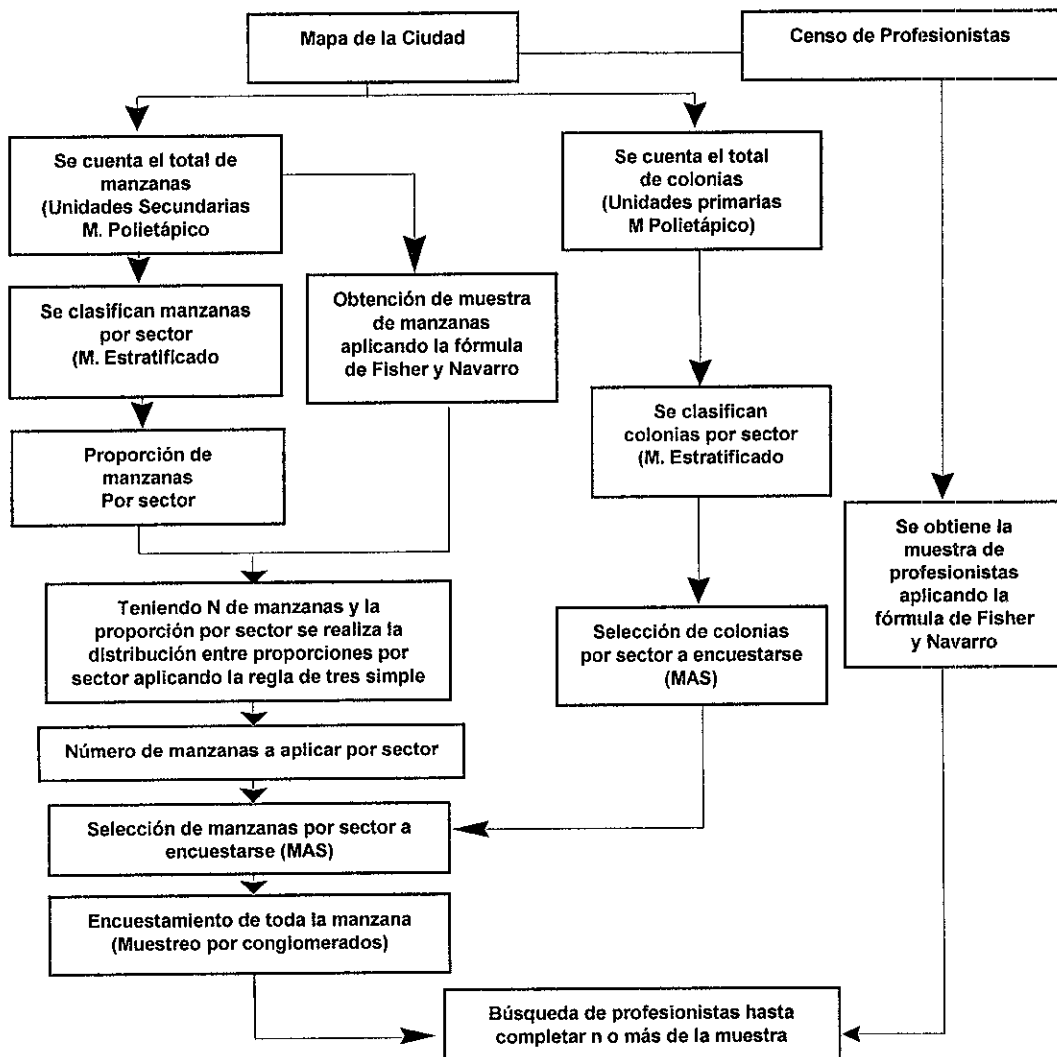 Mapa de la Ciudad
Censo de Profesionistas
Se cuenta el total de
manzanas
(Unidades Secundarias
M. Polietápico
Se cuenta el total
de colonias
(Unidades primarias
M Polietápico)
Se clasifican manzanas
por sector
(M. Estratificado
Obtención de muestra
de manzanas
aplicando la fórmula
de Fisher y Navarro
Se clasifican
colonias por sector
(M. Estratificado
Proporción de
manzanas
Por sector
Se obtiene la
muestra de
profesionistas
aplicando la
fórmula de Fisher
y Navarro
Teniendo N de manzanas y la
proporción por sector se realiza la
distribución entre proporciones por
sector aplicando la regla de tres simple
Selección de colonias
por sector a encuestarse
(MAS)
Número de manzanas a aplicar por sector
Selección de manzanas por sector a
encuestarse (MAS)
Encuestamiento de toda la manzana
(Muestreo por conglomerados)
Búsqueda de profesionistas hasta
completar n o más de la muestra